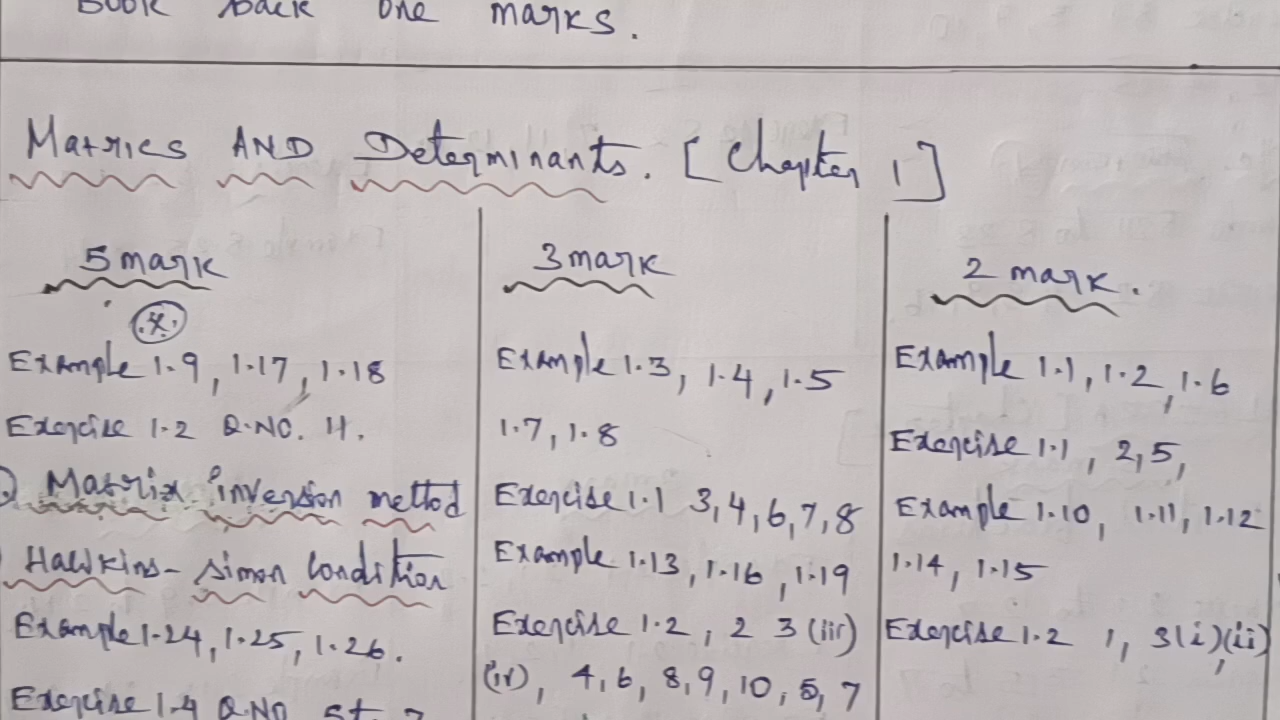 Book Back One marks.
Matrics AND Determinants. [Chapter 1]
5 mark
Example 1.9, 1.17, 1.18
Exercise 1.2 Q.NO. 11.
Matrix inversion method
Hawkins-simon condition
Example 1.24, 1.25, 1.26.
Exercise 1.4 Q.NO
3 mark
Example 1.3, 1.4, 1.5
1.7, 1.8
Exercise 1.1 3,4,6,7,8
Example 1.13, 1.16, 1.19
Exercise 1.2, 2 3(iii)
(iv), 4,6, 8,9, 10, 5, 7
2 mark.
Example 1.1, 1.2, 1.6
Exercise 1.1, 2,5,
Example 1.10, 1.11, 1.12
1.14, 1.15
Exercise 1.2 1, 3(i),(ii)